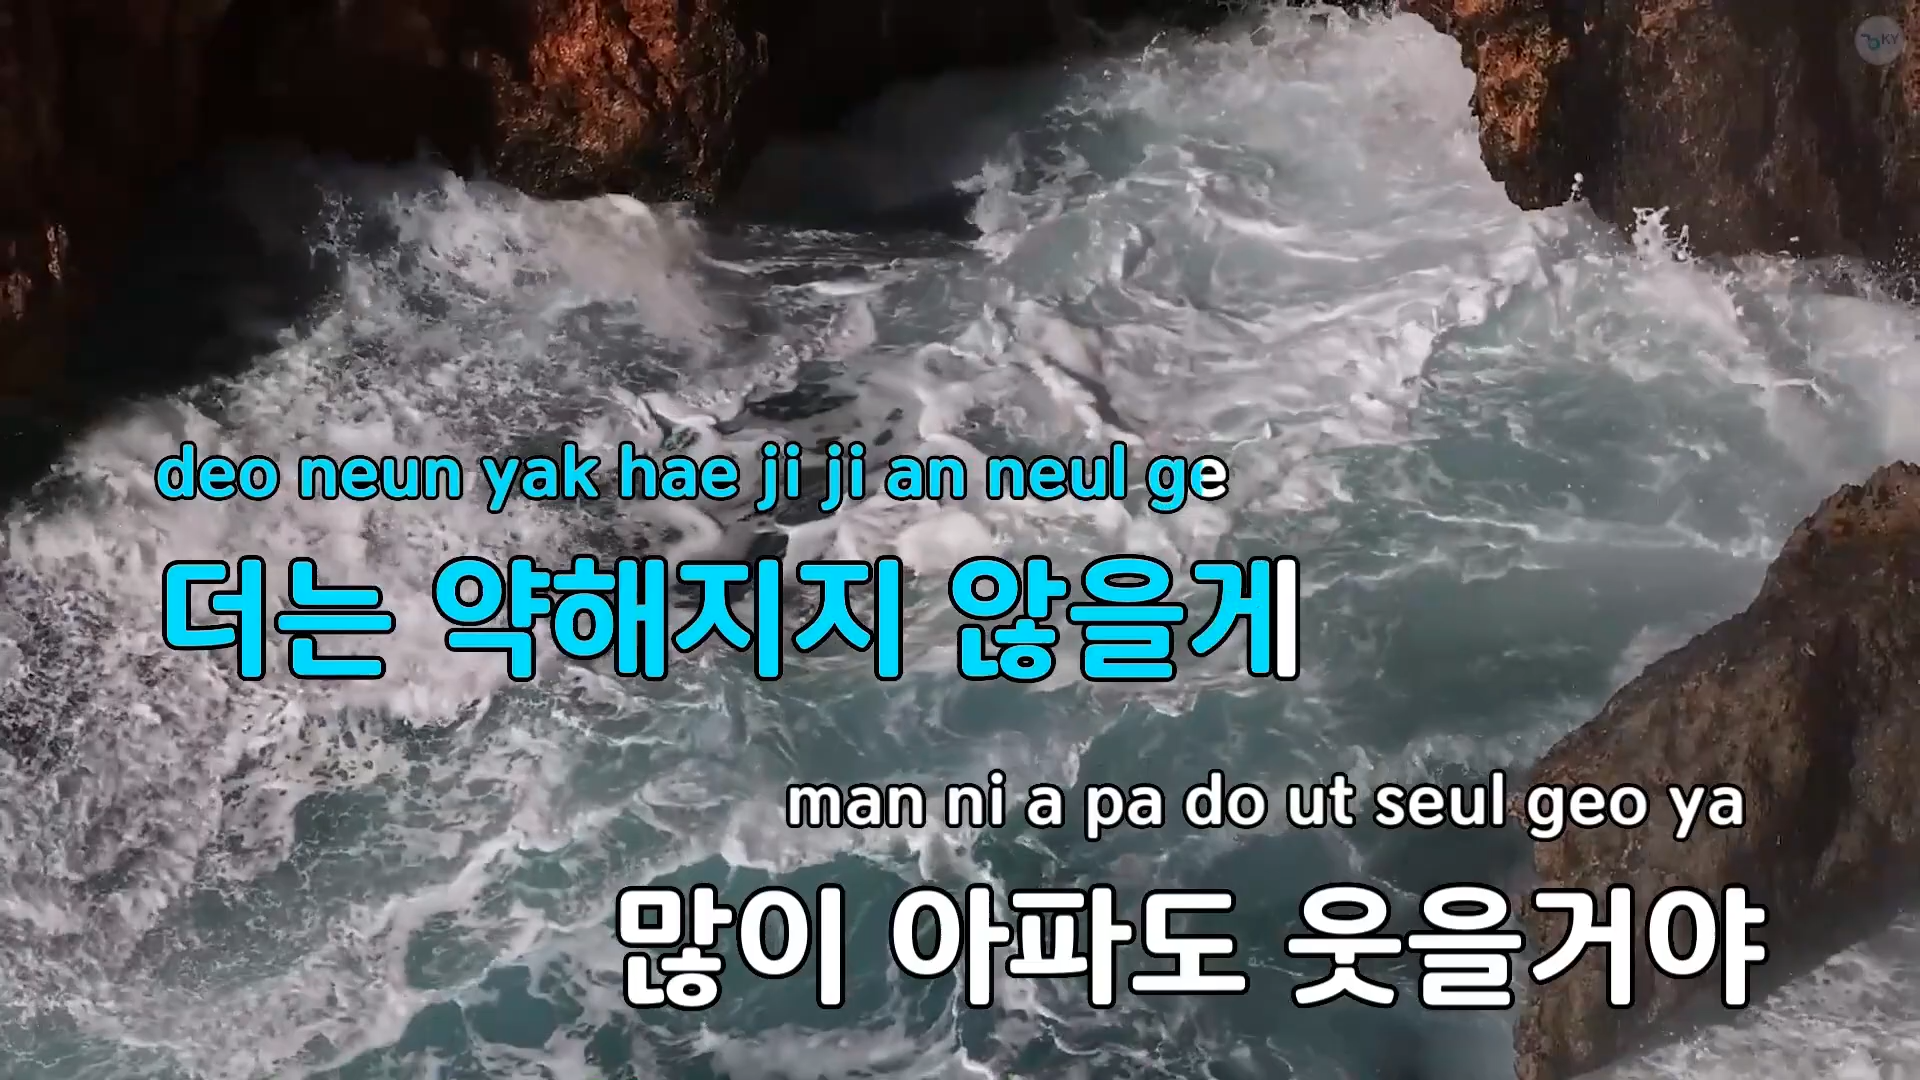 KY
deo neun yak hae ji ji an neul ge
더는 약해지지 않을게
man ni a pa do ut seul geo ya
많이 아파도 웃을거야